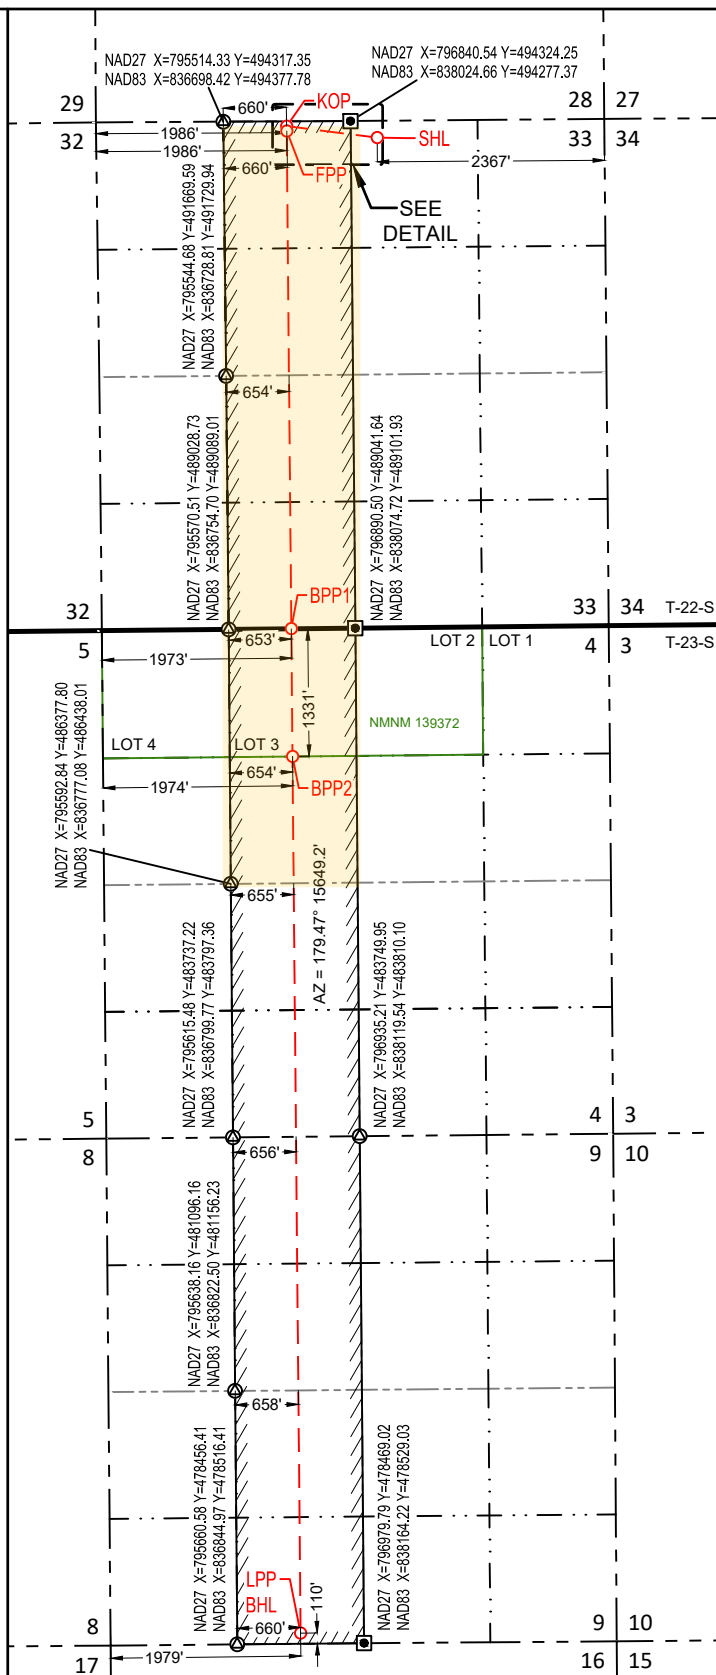 NAD27 X=795514.33 Y=494317.35
NAD83 X=836698.42 Y=494377.78
NAD27 X=796840.54 Y=494324.25
NAD83 X=838024.66 Y=494277.37
29
660'
KOP
28
27
32
1986'
SHL
33
34
1986'
2367'
660'
FPP
SEE
DETAIL
NAD27 X=795544.68 Y=491669.59
NAD83 X=836728.81 Y=491729.94
654'
NAD27 X=795570.51 Y=489028.73
NAD83 X=836754.70 Y=489089.01
NAD27 X=796890.50 Y=489041.64
NAD83 X=838074.72 Y=489101.93
BPP1
32
33
34
T-22-S
5
653'
LOT 2
LOT 1
4
3
T-23-S
1973'
1331'
NMNM 139372
LOT 4
LOT 3
654'
BPP2
1974'
NAD27 X=795592.84 Y=486377.80
NAD83 X=836777.08 Y=486438.01
655'
AZ = 179.47° 15649.2'
NAD27 X=795615.48 Y=483737.22
NAD83 X=836799.77 Y=483797.36
NAD27 X=796935.21 Y=483749.95
NAD83 X=838119.54 Y=483810.10
5
4
3
8
656'
9
10
NAD27 X=795638.16 Y=481096.16
NAD83 X=836822.50 Y=481156.23
658'
NAD27 X=795660.58 Y=478456.41
NAD83 X=836844.97 Y=478516.41
NAD27 X=796979.79 Y=478469.02
NAD83 X=838164.22 Y=478529.03
LPP
BHL
110'
8
660'
9
10
17
1979'
16
15